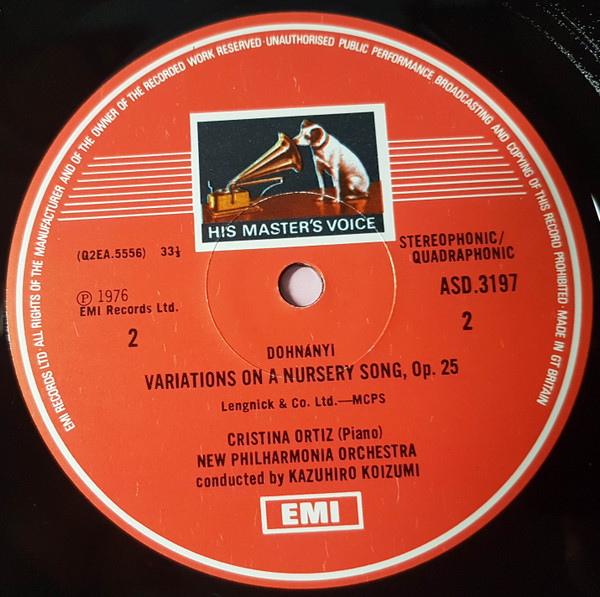 EMI RECORDS LTD · ALL RIGHTS OF THE MANUFACTURER AND OF THE OWNER OF THE RECORDED WORK RESERVED · UNAUTHORISED PUBLIC PERFORMANCE BROADCASTING AND COPYING OF THIS RECORD PROHIBITED · MADE IN GT BRITAIN
HIS MASTER'S VOICE
(Q2EA.5556) 33⅓
STEREOPHONIC/
QUADRAPHONIC
Ⓟ 1976
EMI Records Ltd.
ASD.3197
2
2
DOHNÁNYI
VARIATIONS ON A NURSERY SONG, Op. 25
Lengnick & Co. Ltd.—MCPS
CRISTINA ORTIZ (Piano)
NEW PHILHARMONIA ORCHESTRA
conducted by KAZUHIRO KOIZUMI
EMI